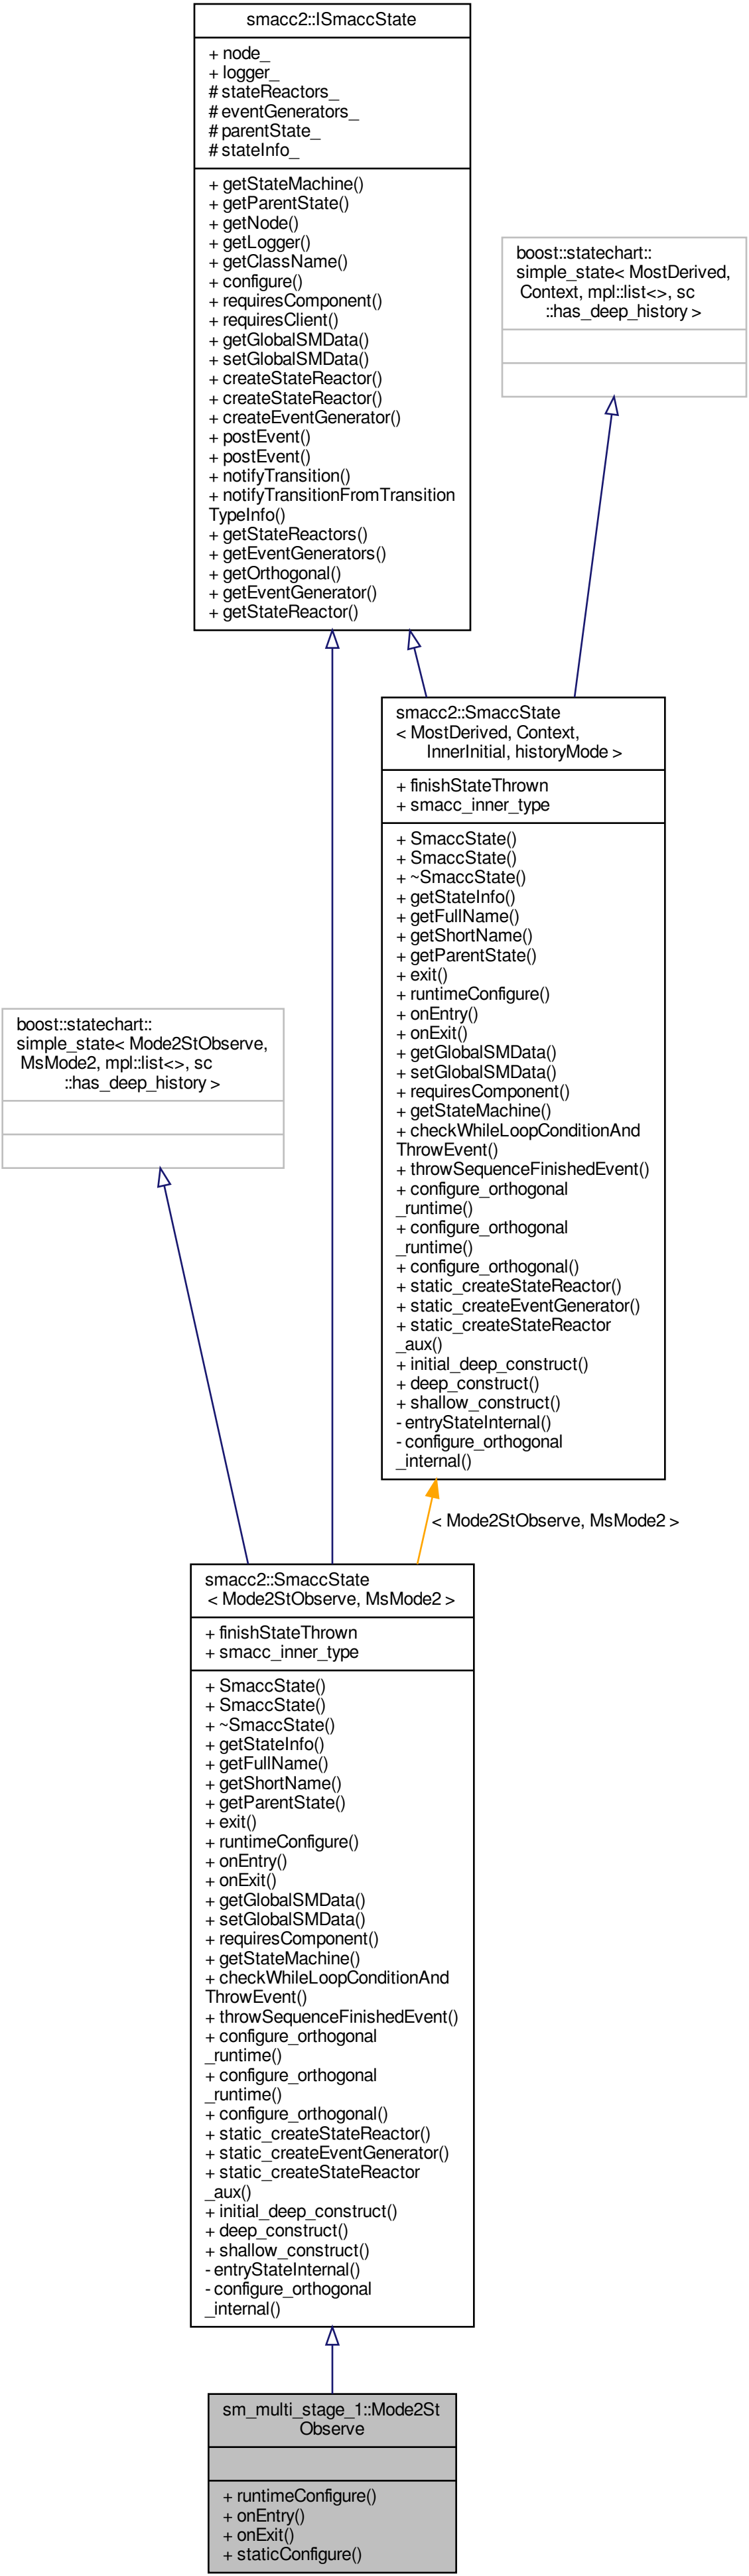 smacc2::ISmaccState
+ node_
+ logger_
# stateReactors_
# eventGenerators_
# parentState_
# stateInfo_
+ getStateMachine()
+ getParentState()
+ getNode()
+ getLogger()
+ getClassName()
+ configure()
+ requiresComponent()
+ requiresClient()
+ getGlobalSMData()
+ setGlobalSMData()
+ createStateReactor()
+ createStateReactor()
+ createEventGenerator()
+ postEvent()
+ postEvent()
+ notifyTransition()
+ notifyTransitionFromTransition
TypeInfo()
+ getStateReactors()
+ getEventGenerators()
+ getOrthogonal()
+ getEventGenerator()
+ getStateReactor()
boost::statechart::
simple_state< MostDerived,
Context, mpl::list<>, sc
::has_deep_history >
smacc2::SmaccState
< MostDerived, Context,
InnerInitial, historyMode >
+ finishStateThrown
+ smacc_inner_type
+ SmaccState()
+ SmaccState()
+ ~SmaccState()
+ getStateInfo()
+ getFullName()
+ getShortName()
+ getParentState()
+ exit()
+ runtimeConfigure()
+ onEntry()
+ onExit()
+ getGlobalSMData()
+ setGlobalSMData()
+ requiresComponent()
+ getStateMachine()
+ checkWhileLoopConditionAnd
ThrowEvent()
+ throwSequenceFinishedEvent()
+ configure_orthogonal
_runtime()
+ configure_orthogonal
_runtime()
+ configure_orthogonal()
+ static_createStateReactor()
+ static_createEventGenerator()
+ static_createStateReactor
_aux()
+ initial_deep_construct()
+ deep_construct()
+ shallow_construct()
- entryStateInternal()
- configure_orthogonal
_internal()
boost::statechart::
simple_state< Mode2StObserve,
MsMode2, mpl::list<>, sc
::has_deep_history >
< Mode2StObserve, MsMode2 >
smacc2::SmaccState
< Mode2StObserve, MsMode2 >
+ finishStateThrown
+ smacc_inner_type
+ SmaccState()
+ SmaccState()
+ ~SmaccState()
+ getStateInfo()
+ getFullName()
+ getShortName()
+ getParentState()
+ exit()
+ runtimeConfigure()
+ onEntry()
+ onExit()
+ getGlobalSMData()
+ setGlobalSMData()
+ requiresComponent()
+ getStateMachine()
+ checkWhileLoopConditionAnd
ThrowEvent()
+ throwSequenceFinishedEvent()
+ configure_orthogonal
_runtime()
+ configure_orthogonal
_runtime()
+ configure_orthogonal()
+ static_createStateReactor()
+ static_createEventGenerator()
+ static_createStateReactor
_aux()
+ initial_deep_construct()
+ deep_construct()
+ shallow_construct()
- entryStateInternal()
- configure_orthogonal
_internal()
sm_multi_stage_1::Mode2St
Observe
+ runtimeConfigure()
+ onEntry()
+ onExit()
+ staticConfigure()